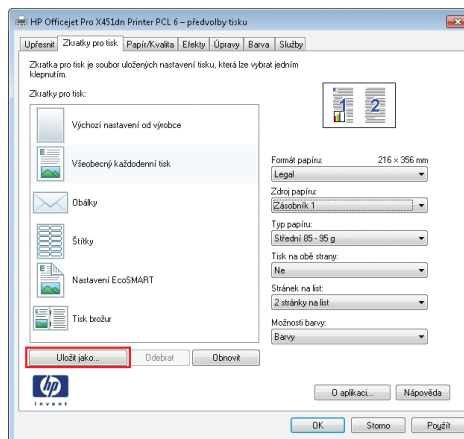 HP Officejet Pro X451dn Printer PCL 6 – předvolby tisku
Upřesnit Zkratky pro tisk Papír/Kvalita Efekty Úpravy Barva Služby
Zkratka pro tisk je soubor uložených nastavení tisku, která lze vybrat jedním
klepnutím.
Zkratky pro tisk:
1 2
Výchozí nastavení od výrobce
Všeobecný každodenní tisk
Obálky
Štítky
Nastavení EcoSMART
Tisk brožur
Formát papíru: 216 × 356 mm
Legal
Zdroj papíru:
Zásobník 1
Typ papíru:
Střední 85 - 95 g
Tisk na obě strany:
Ne
Stránek na list:
2 stránky na list
Možnosti barvy:
Barvy
Uložit jako... Odebrat Obnovit
hp
invent
O aplikaci... Nápověda
OK Storno Použít